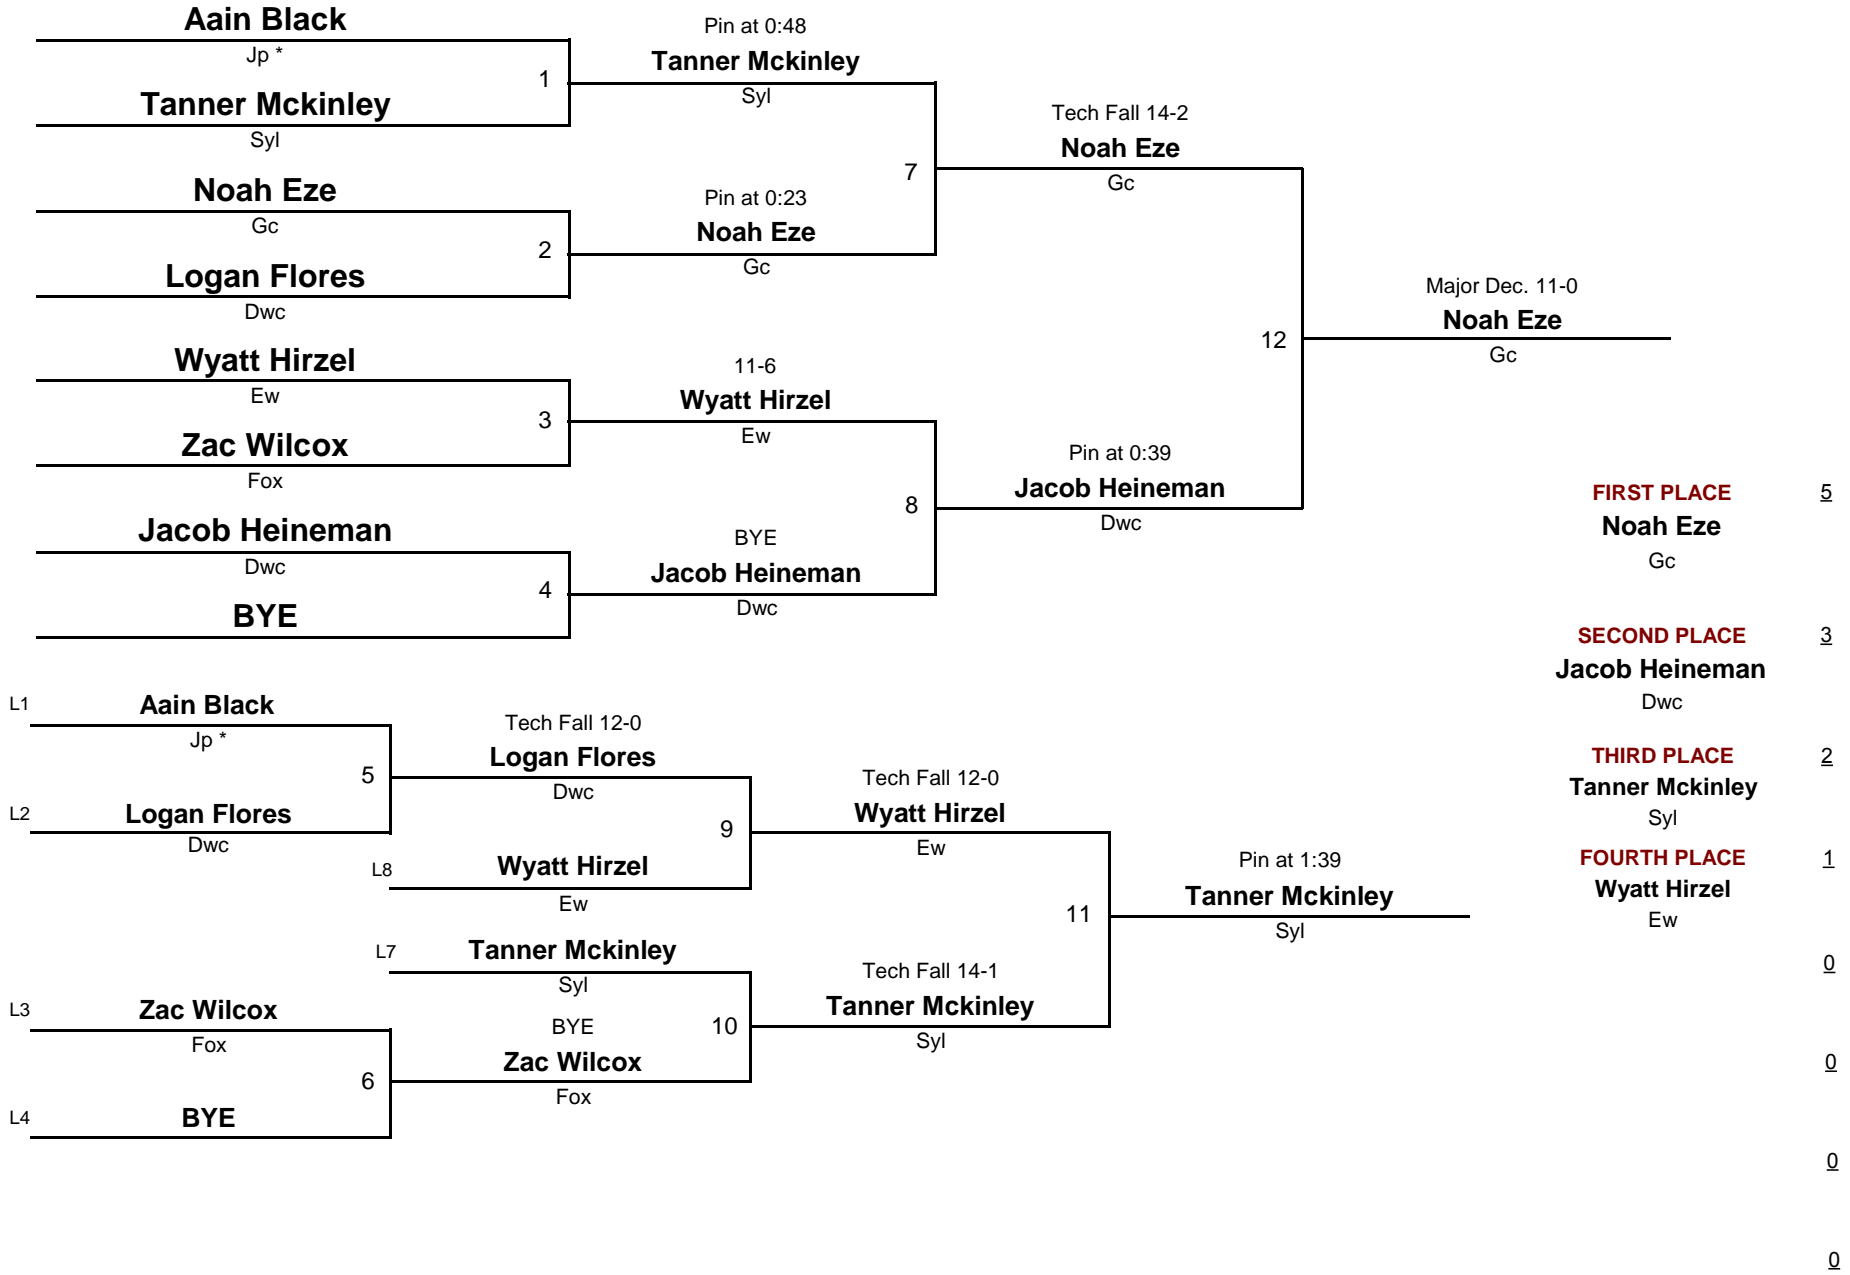 Aain Black
Jp *
1
Tanner Mckinley
Syl
Noah Eze
Gc
2
Logan Flores
Dwc
Wyatt Hirzel
Ew
3
Zac Wilcox
Fox
Jacob Heineman
Dwc
4
BYE
Pin at 0:48
Tanner Mckinley
Syl
7
Pin at 0:23
Noah Eze
Gc
11-6
Wyatt Hirzel
Ew
8
BYE
Jacob Heineman
Dwc
Tech Fall 14-2
Noah Eze
Gc
12
Pin at 0:39
Jacob Heineman
Dwc
Major Dec. 11-0
Noah Eze
Gc
FIRST PLACE 5
Noah Eze
Gc
SECOND PLACE 3
Jacob Heineman
Dwc
THIRD PLACE 2
Tanner Mckinley
Syl
FOURTH PLACE 1
Wyatt Hirzel
Ew
0
0
0
0
L1 Aain Black
Jp *
5
L2 Logan Flores
Dwc
L3 Zac Wilcox
Fox
6
L4 BYE
Tech Fall 12-0
Logan Flores
Dwc
9
L8 Wyatt Hirzel
Ew
L7 Tanner Mckinley
Syl
10
BYE
Zac Wilcox
Fox
Tech Fall 12-0
Wyatt Hirzel
Ew
11
Tech Fall 14-1
Tanner Mckinley
Syl
Pin at 1:39
Tanner Mckinley
Syl